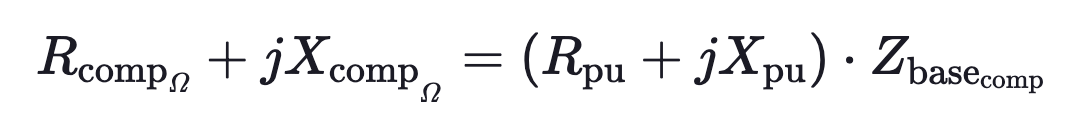 R_{comp_Ω} + jX_{comp_Ω} = (R_{pu} + jX_{pu}) · Z_{base_{comp}}